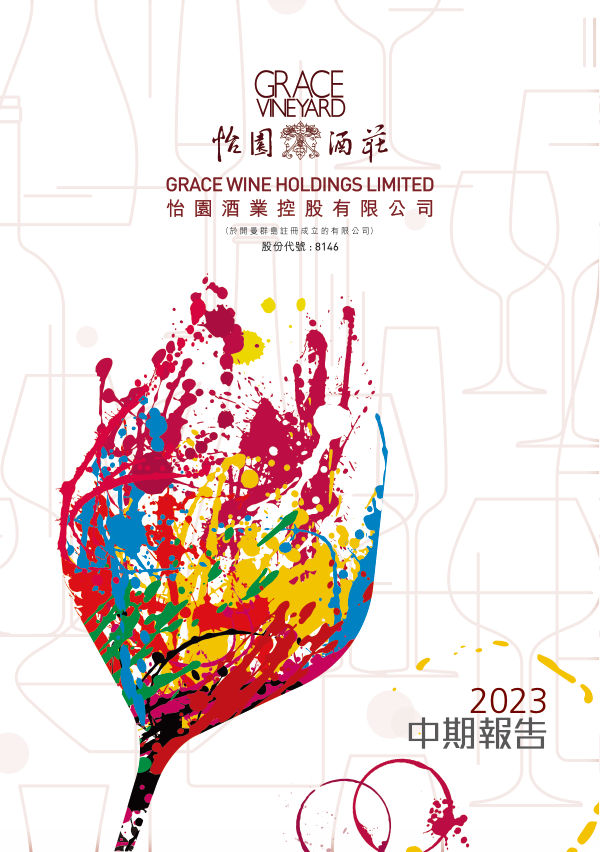 GRACE
VINEYARD
怡園 酒莊
GRACE WINE HOLDINGS LIMITED
怡園酒業控股有限公司
(於開曼群島註冊成立的有限公司)
股份代號 : 8146
2023
中期報告